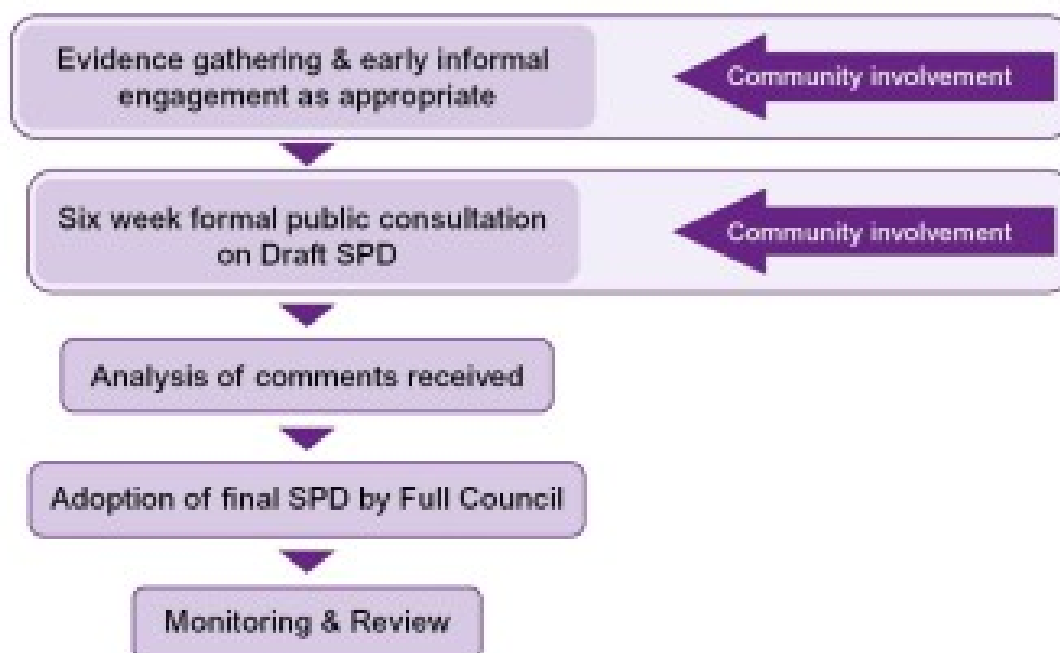 Evidence gathering & early informal
engagement as appropriate
Community involvement
Six week formal public consultation
on Draft SPD
Community involvement
Analysis of comments received
Adoption of final SPD by Full Council
Monitoring & Review